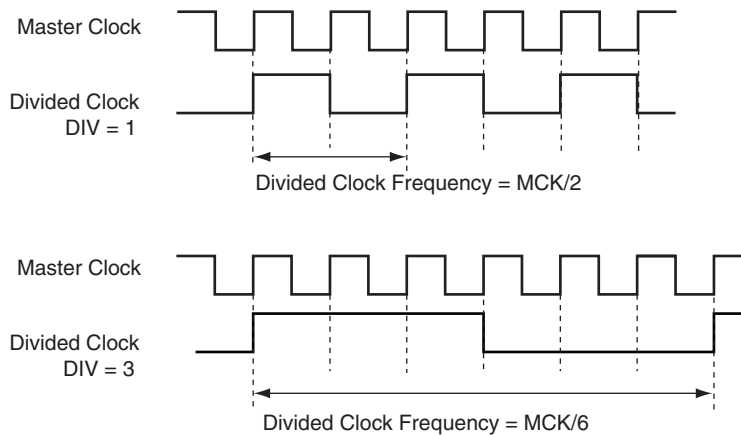 Master Clock
Divided Clock
DIV = 1
Divided Clock Frequency = MCK/2
Master Clock
Divided Clock
DIV = 3
Divided Clock Frequency = MCK/6